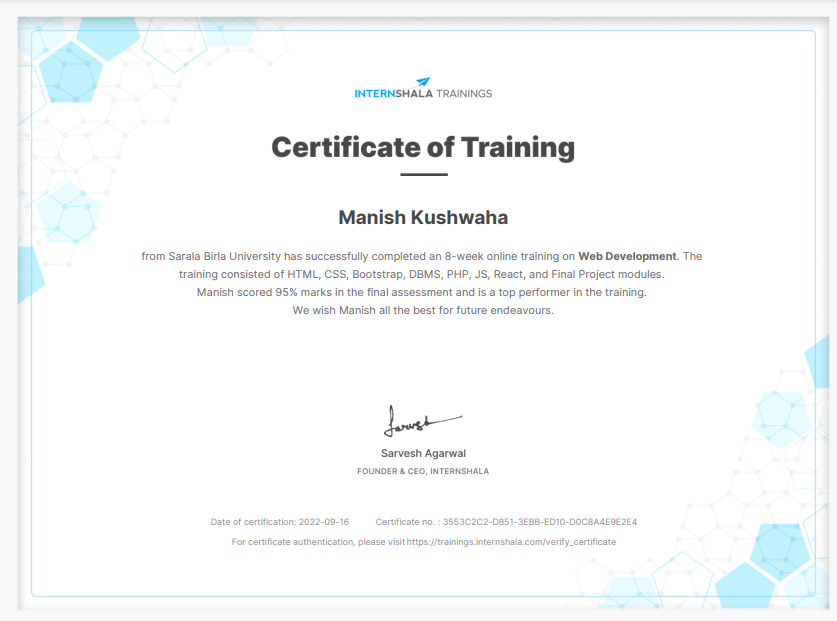 INTERNSHALA TRAININGS
Certificate of Training
Manish Kushwaha
from Sarala Birla University has successfully completed an 8-week online training on Web Development. The
training consisted of HTML, CSS, Bootstrap, DBMS, PHP, JS, React, and Final Project modules.
Manish scored 95% marks in the final assessment and is a top performer in the training.
We wish Manish all the best for future endeavours.
Sarvesh
Sarvesh Agarwal
FOUNDER & CEO, INTERNSHALA
Date of certification: 2022-09-16 Certificate no. : 3553C2C2-D851-3EBB-ED10-D0C8A4E9E2E4
For certificate authentication, please visit https://trainings.internshala.com/verify_certificate